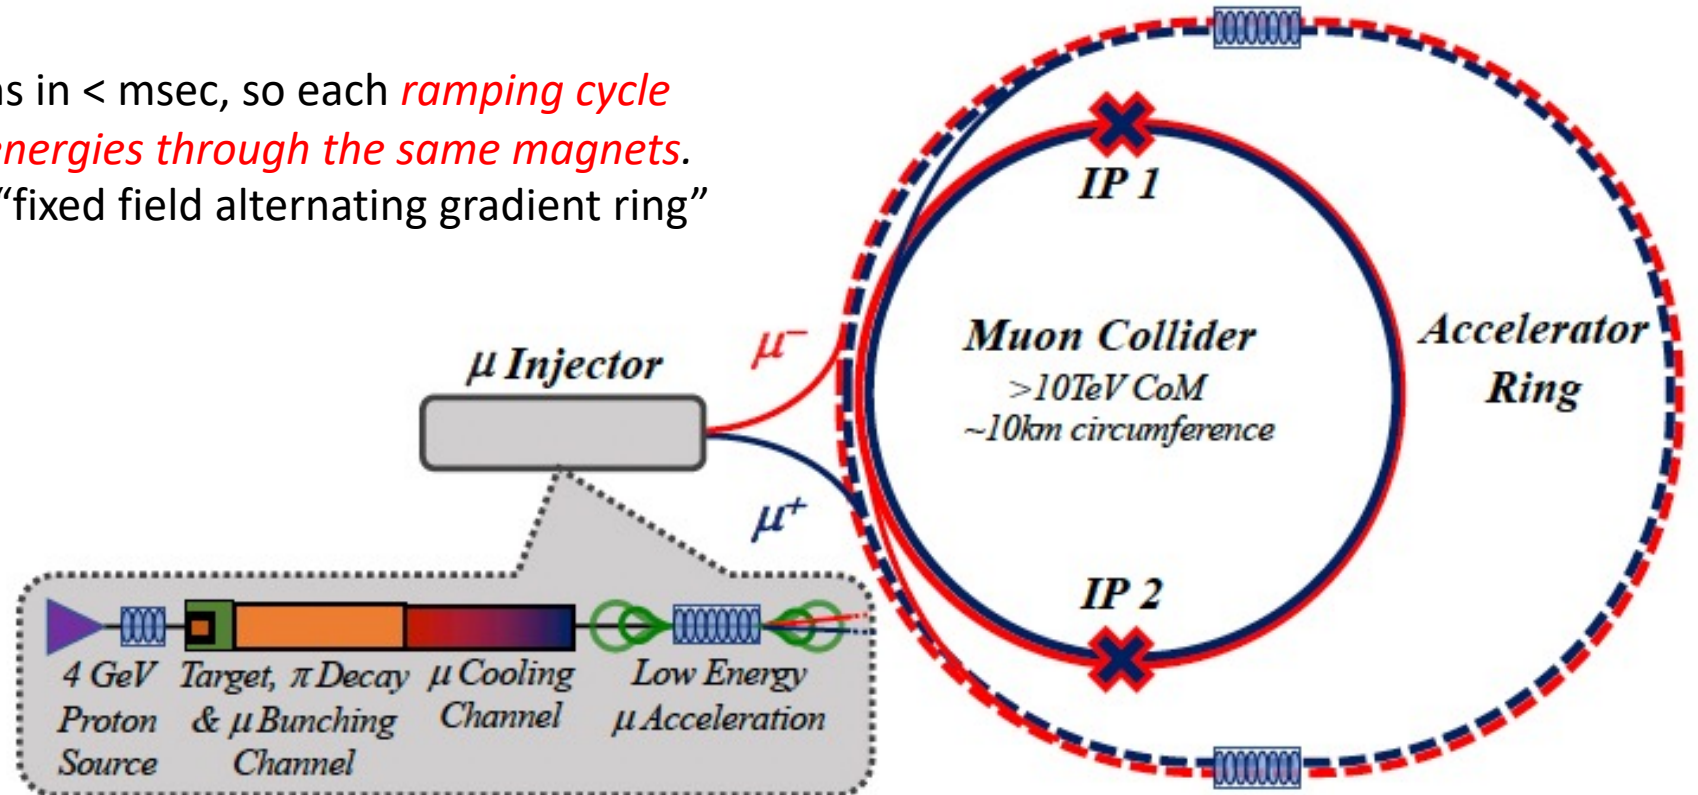 ns in < msec, so each ramping cycle
energies through the same magnets.
“fixed field alternating gradient ring”
IP 1
Muon Collider
>10TeV CoM
~10km circumference
Accelerator
Ring
μ Injector
μ−
μ+
IP 2
4 GeV
Proton
Source
Target, π Decay
& μ Bunching
Channel
μ Cooling
Channel
Low Energy
μ Acceleration